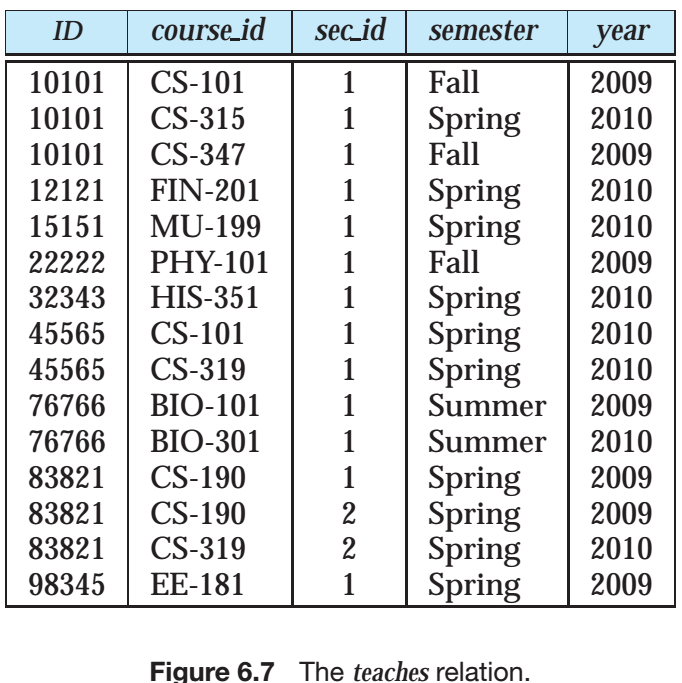 ID course_id sec_id semester year
10101 CS-101 1 Fall 2009
10101 CS-315 1 Spring 2010
10101 CS-347 1 Fall 2009
12121 FIN-201 1 Spring 2010
15151 MU-199 1 Spring 2010
22222 PHY-101 1 Fall 2009
32343 HIS-351 1 Spring 2010
45565 CS-101 1 Spring 2010
45565 CS-319 1 Spring 2010
76766 BIO-101 1 Summer 2009
76766 BIO-301 1 Summer 2010
83821 CS-190 1 Spring 2009
83821 CS-190 2 Spring 2009
83821 CS-319 2 Spring 2010
98345 EE-181 1 Spring 2009
Figure 6.7 The teaches relation.